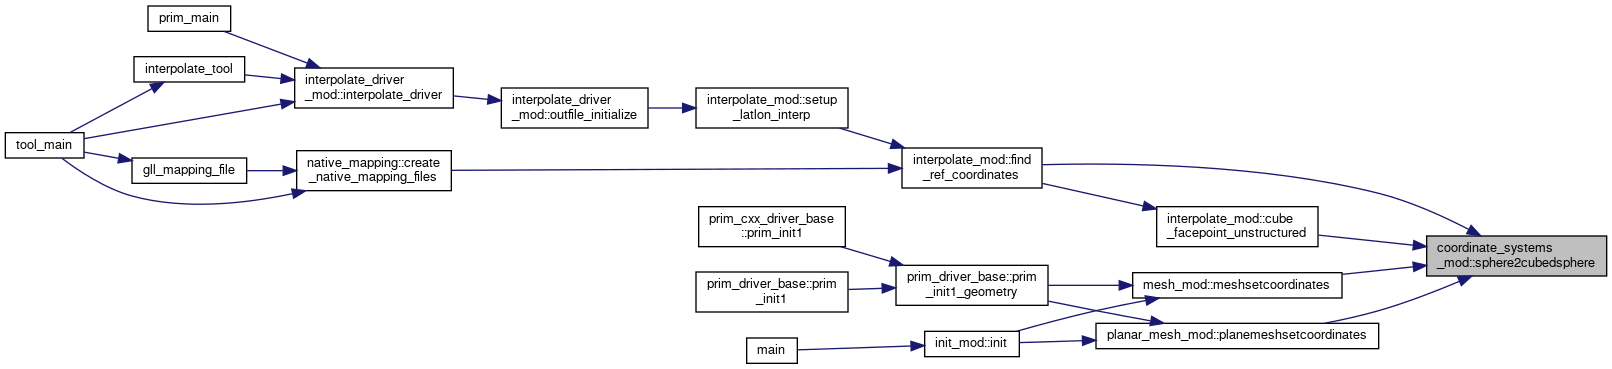 prim_main
interpolate_tool
interpolate_driver
_mod::interpolate_driver
interpolate_driver
_mod::outfile_initialize
interpolate_mod::setup
_latlon_interp
tool_main
gll_mapping_file
native_mapping::create
_native_mapping_files
interpolate_mod::find
_ref_coordinates
prim_cxx_driver_base
::prim_init1
interpolate_mod::cube
_facepoint_unstructured
coordinate_systems
_mod::sphere2cubedsphere
prim_driver_base::prim
_init1
prim_driver_base::prim
_init1_geometry
mesh_mod::meshsetcoordinates
main
init_mod::init
planar_mesh_mod::planemeshsetcoordinates